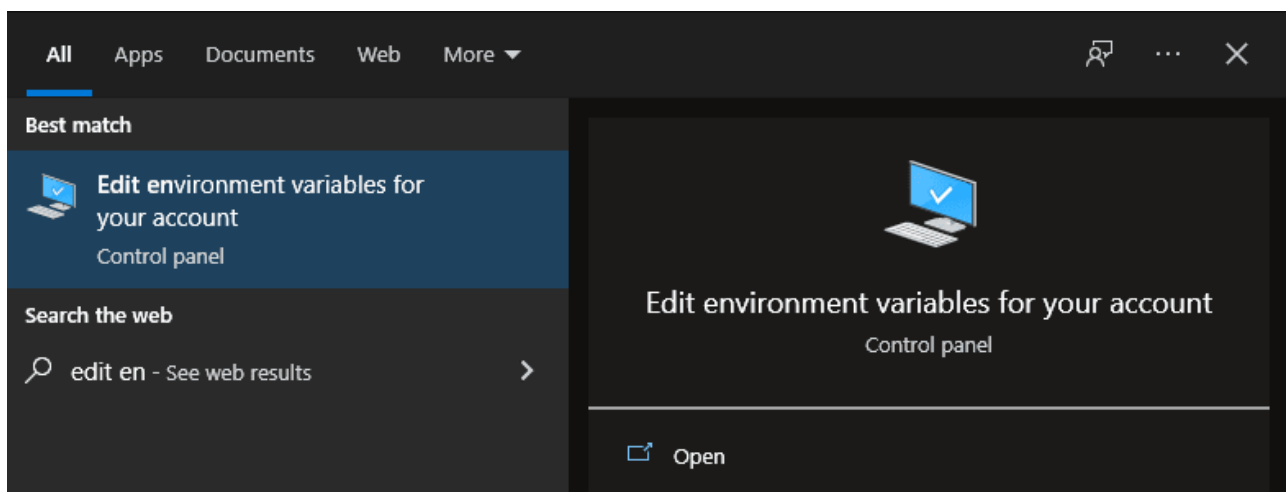 All Apps Documents Web More
Best match
Edit environment variables for
your account
Control panel
Search the web
edit en - See web results
Edit environment variables for your account
Control panel
Open